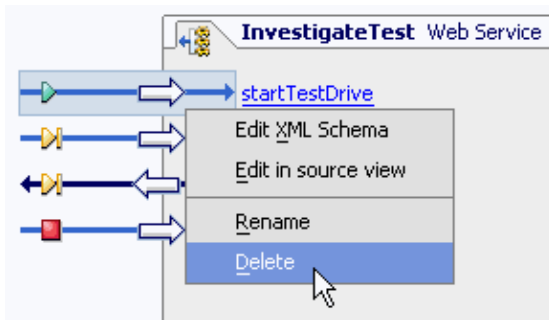 InvestigateTest Web Service
startTestDrive
Edit XML Schema
Edit in source view
Rename
Delete